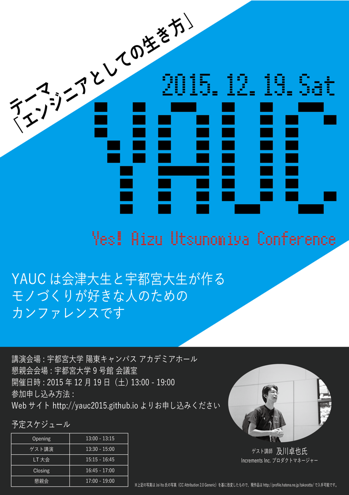 テーマ
「エンジニアとしての生き方」
2015. 12. 19. Sat
YAUC
Yes! Aizu Utsunomiya Conference
YAUC は会津大生と宇都宮大生が作る
モノづくりが好きな人のための
カンファレンスです
講演会場 : 宇都宮大学 陽東キャンパス アカデミアホール
懇親会会場 : 宇都宮大学 9 号館 会議室
開催日時 : 2015 年 12 月 19 日（土) 13:00 - 19:00
参加申し込み方法 :
Web サイト http://yauc2015.github.io よりお申し込みください
予定スケジュール
Opening 13:00 - 13:15
ゲスト講演 13:30 - 15:00
LT 大会 15:15 - 16:45
Closing 16:45 - 17:00
懇親会 17:00 - 19:00
ゲスト講師 及川卓也氏
Increments Inc. プロダクトマネージャー